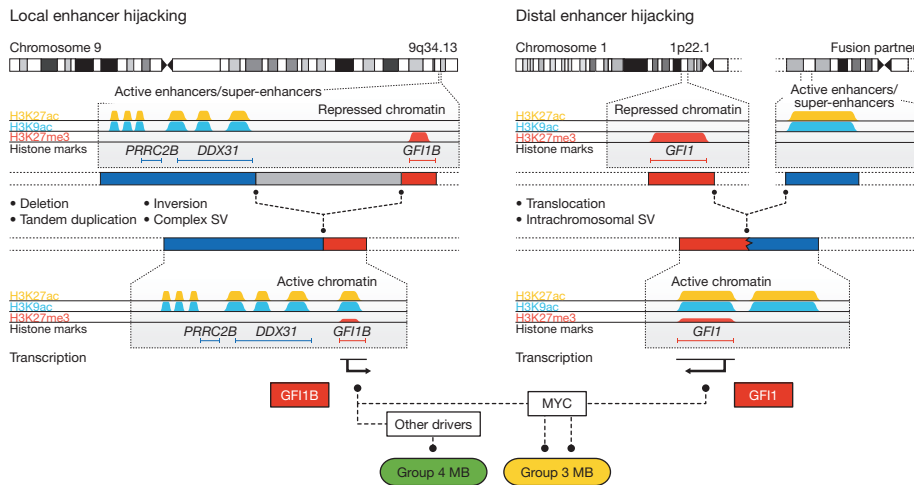 Local enhancer hijacking
Chromosome 9
9q34.13
Active enhancers/super-enhancers
Repressed chromatin
H3K27ac
H3K9ac
H3K27me3
Histone marks
PRRC2B
DDX31
GFI1B
• Deletion
• Inversion
• Tandem duplication
• Complex SV
Active chromatin
H3K27ac
H3K9ac
H3K27me3
Histone marks
PRRC2B
DDX31
GFI1B
Transcription
GFI1B
Distal enhancer hijacking
Chromosome 1
1p22.1
Fusion partner
Active enhancers/
super-enhancers
Repressed chromatin
H3K27ac
H3K9ac
H3K27me3
Histone marks
GFI1
• Translocation
• Intrachromosomal SV
Active chromatin
H3K27ac
H3K9ac
H3K27me3
Histone marks
GFI1
Transcription
GFI1
MYC
Other drivers
Group 4 MB
Group 3 MB